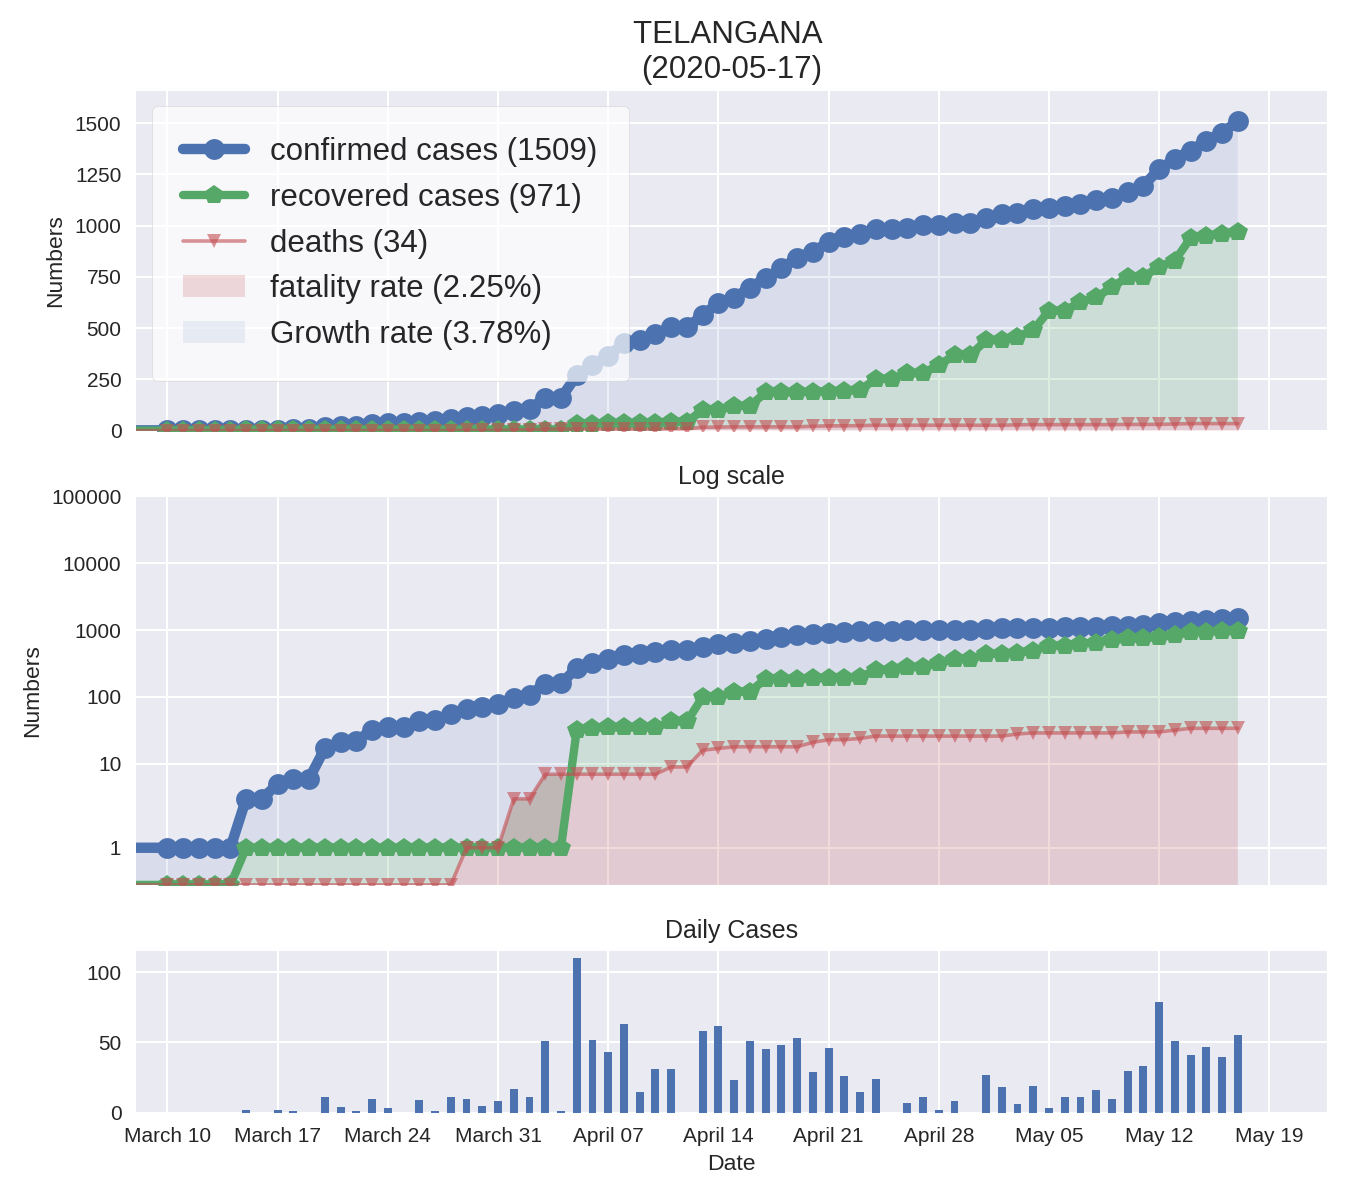 TELANGANA
(2020-05-17)
confirmed cases (1509)
recovered cases (971)
deaths (34)
fatality rate (2.25%)
Growth rate (3.78%)
Numbers
1500
1250
1000
750
500
250
0
Log scale
Numbers
100000
10000
1000
100
10
1
Daily Cases
100
50
0
March 10 March 17 March 24 March 31 April 07 April 14 April 21 April 28 May 05 May 12 May 19
Date